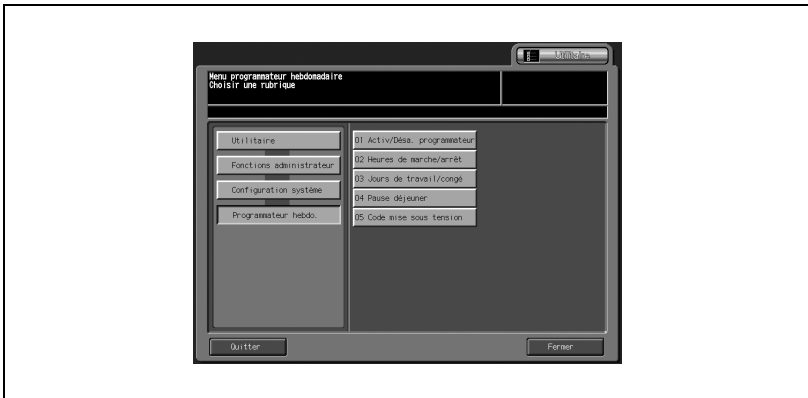 Utilitaire
Menu programmateur hebdomadaire
Choisir une rubrique
Utilitaire
Fonctions administrateur
Configuration système
Programmateur hebdo.
01 Activ/Désa. programmateur
02 Heures de marche/arrêt
03 Jours de travail/congé
04 Pause déjeuner
05 Code mise sous tension
Quitter
Fermer